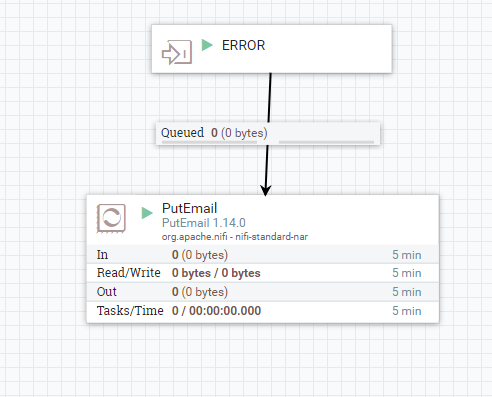 ERROR
Queued 0 (0 bytes)
PutEmail
PutEmail 1.14.0
org.apache.nifi - nifi-standard-nar
In 0 (0 bytes) 5 min
Read/Write 0 bytes / 0 bytes 5 min
Out 0 (0 bytes) 5 min
Tasks/Time 0 / 00:00:00.000 5 min